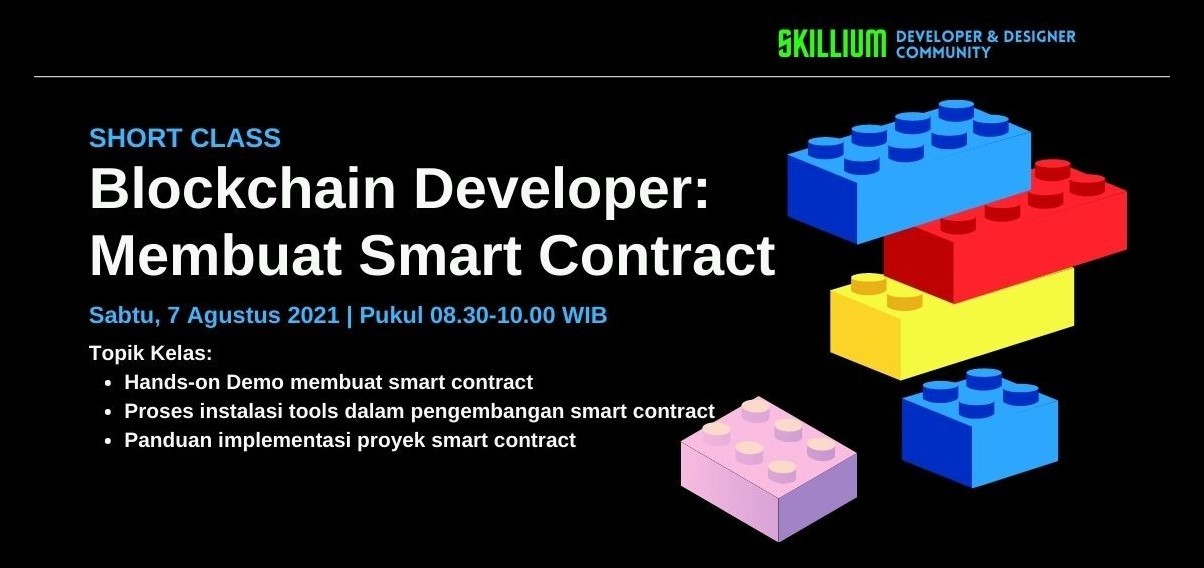 SKILLIUM DEVELOPER & DESIGNER
COMMUNITY
SHORT CLASS
Blockchain Developer:
Membuat Smart Contract
Sabtu, 7 Agustus 2021 | Pukul 08.30-10.00 WIB
Topik Kelas:
• Hands-on Demo membuat smart contract
• Proses instalasi tools dalam pengembangan smart contract
• Panduan implementasi proyek smart contract